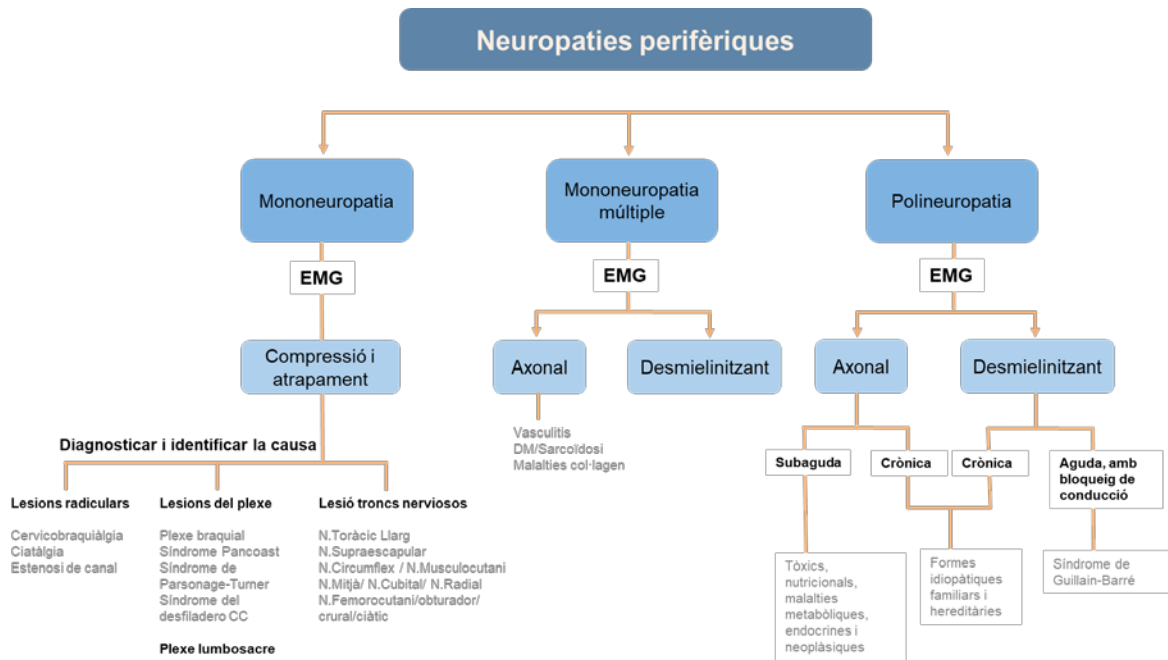 Neuropaties perifèriques
Mononeuropatia
Mononeuropatia
múltiple
Polineuropatia
EMG
EMG
EMG
Compressió i
atrapament
Axonal
Desmielinitzant
Axonal
Desmielinitzant
Vasculitis
DM/Sarcoïdosi
Malalties col·lagen
Diagnosticar i identificar la causa
Subaguda
Crònica
Crònica
Aguda, amb
bloqueig de
conducció
Lesions radiculars
Cervicobraquiàlgia
Ciatàlgia
Estenosi de canal
Lesions del plexe
Plexe braquial
Síndrome Pancoast
Síndrome de
Parsonage-Turner
Síndrome del
desfiladero CC
Plexe lumbosacre
Lesió troncs nerviosos
N.Toràcic Llarg
N.Supraescapular
N.Circumflex / N.Musculocutani
N.Mitjà/ N.Cubital/ N.Radial
N.Femorocutani/obturador/
crural/ciàtic
Tòxics,
nutricionals,
malalties
metabòliques,
endocrines i
neoplàsiques
Formes
idiopàtiques
familiars i
hereditàries
Síndrome de
Guillain-Barré